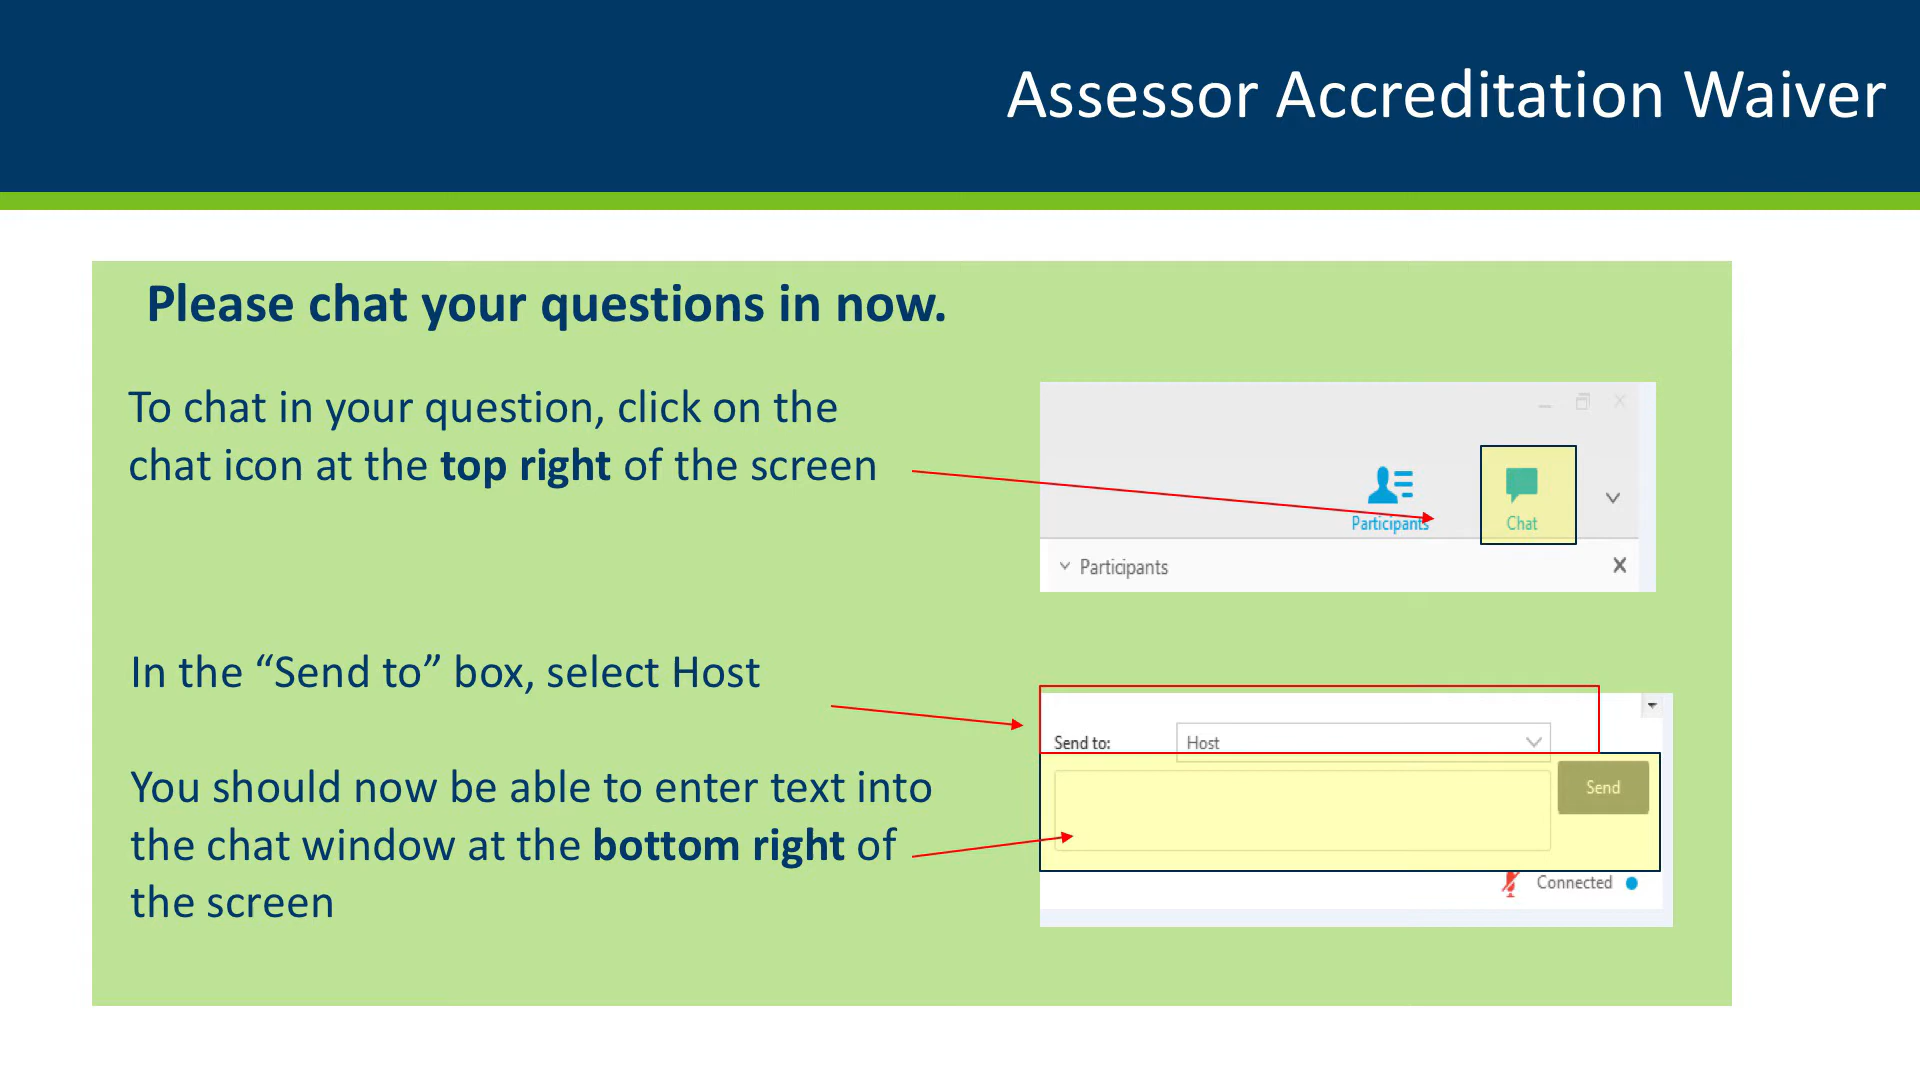 Assessor Accreditation Waiver
Please chat your questions in now.
To chat in your question, click on the
chat icon at the top right of the screen
Participants
Chat
Participants
In the “Send to” box, select Host
Send to:
Host
You should now be able to enter text into
the chat window at the bottom right of
the screen
Send
Connected